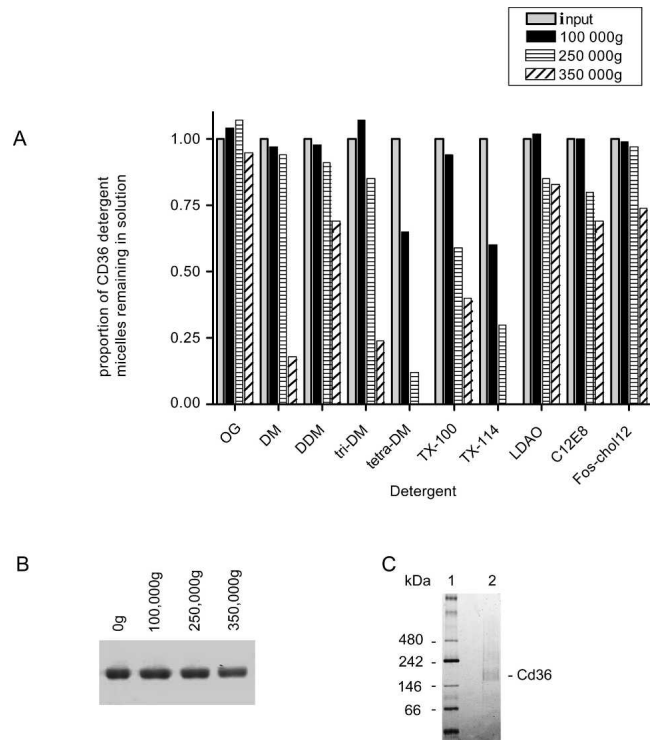 input
100 000g
250 000g
350 000g
A
proportion of CD36 detergent
micelles remaining in solution
1.00
0.75
0.50
0.25
0.00
OG
DM
DDM
tri-DM
tetra-DM
TX-100
TX-114
LDAO
C12E8
Fos-chol12
Detergent
B
0g
100,000g
250,000g
350,000g
C
kDa 1 2
480 -
242 -
146 -
66 -
- Cd36